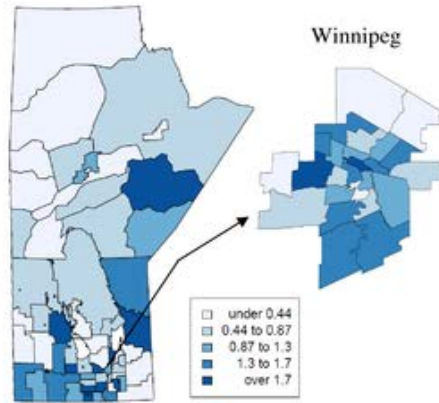 Winnipeg
under 0.44
0.44 to 0.87
0.87 to 1.3
1.3 to 1.7
over 1.7